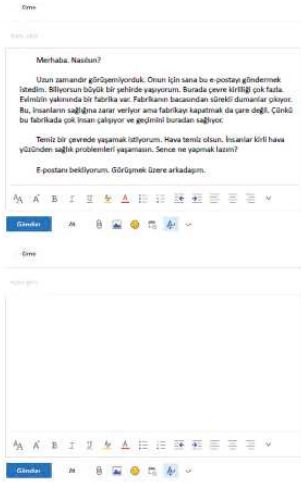 Kime
Konu ekle
Merhaba. Nasılsın?
Uzun zamandır görüşemiyorduk. Onun için sana bu e-postayı göndermek
istedim. Biliyorsun büyük bir şehirde yaşıyorum. Burada çevre kirliliği çok fazla.
Evimizin yakınında bir fabrika var. Fabrikanın bacasından sürekli dumanlar çıkıyor.
Bu, insanların sağlığına zarar veriyor ama fabrikayı kapatmak da çare değil. Çünkü
bu fabrikada çok insan çalışıyor ve geçimini buradan sağlıyor.
Temiz bir çevrede yaşamak istiyorum. Hava temiz olsun. İnsanlar kirli hava
yüzünden sağlık problemleri yaşamasın. Sence ne yapmak lazım?
E-postanı bekliyorum. Görüşmek üzere arkadaşım.
Gönder
Kime
Gönder